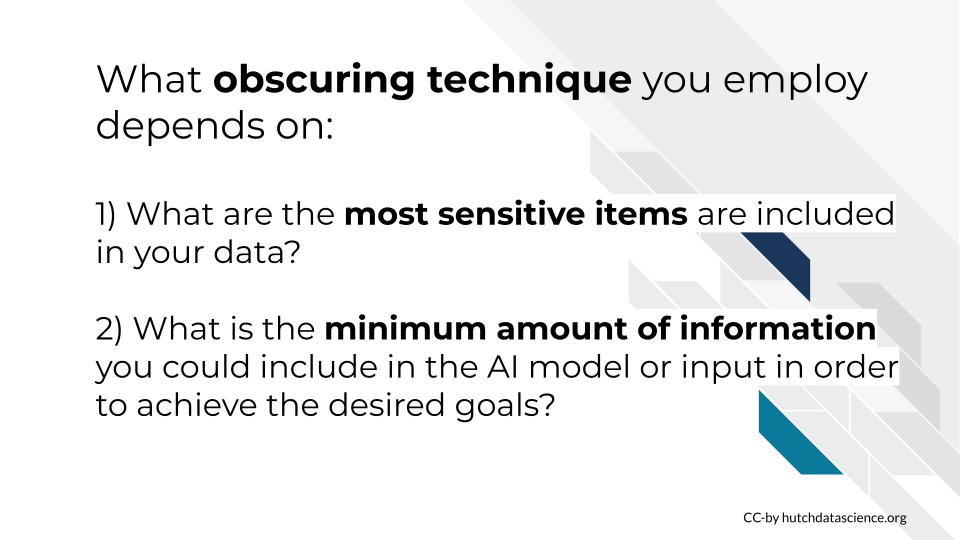 What obscuring technique you employ
depends on:
1) What are the most sensitive items are included
in your data?
2) What is the minimum amount of information
you could include in the AI model or input in order
to achieve the desired goals?
CC-by hutchdatascience.org